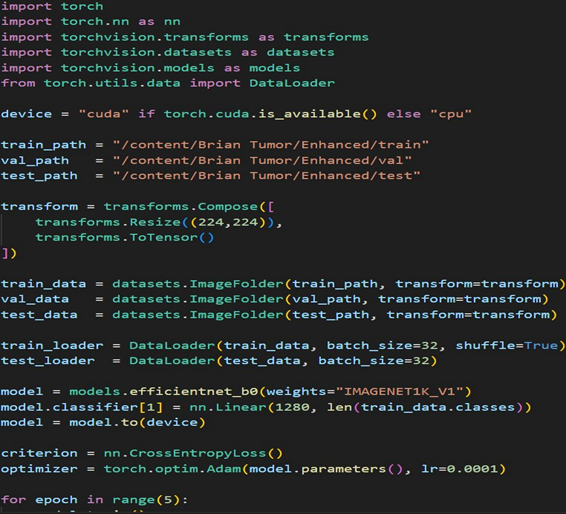 import torch
import torch.nn as nn
import torchvision.transforms as transforms
import torchvision.datasets as datasets
import torchvision.models as models
from torch.utils.data import DataLoader
device = "cuda" if torch.cuda.is_available() else "cpu"
train_path = "/content/Brian Tumor/Enhanced/train"
val_path   = "/content/Brian Tumor/Enhanced/val"
test_path  = "/content/Brian Tumor/Enhanced/test"
transform = transforms.Compose([
    transforms.Resize((224,224)),
    transforms.ToTensor()
])
train_data = datasets.ImageFolder(train_path, transform=transform)
val_data   = datasets.ImageFolder(val_path, transform=transform)
test_data  = datasets.ImageFolder(test_path, transform=transform)
train_loader = DataLoader(train_data, batch_size=32, shuffle=True)
test_loader  = DataLoader(test_data, batch_size=32)
model = models.efficientnet_b0(weights="IMAGENET1K_V1")
model.classifier[1] = nn.Linear(1280, len(train_data.classes))
model = model.to(device)
criterion = nn.CrossEntropyLoss()
optimizer = torch.optim.Adam(model.parameters(), lr=0.0001)
for epoch in range(5):